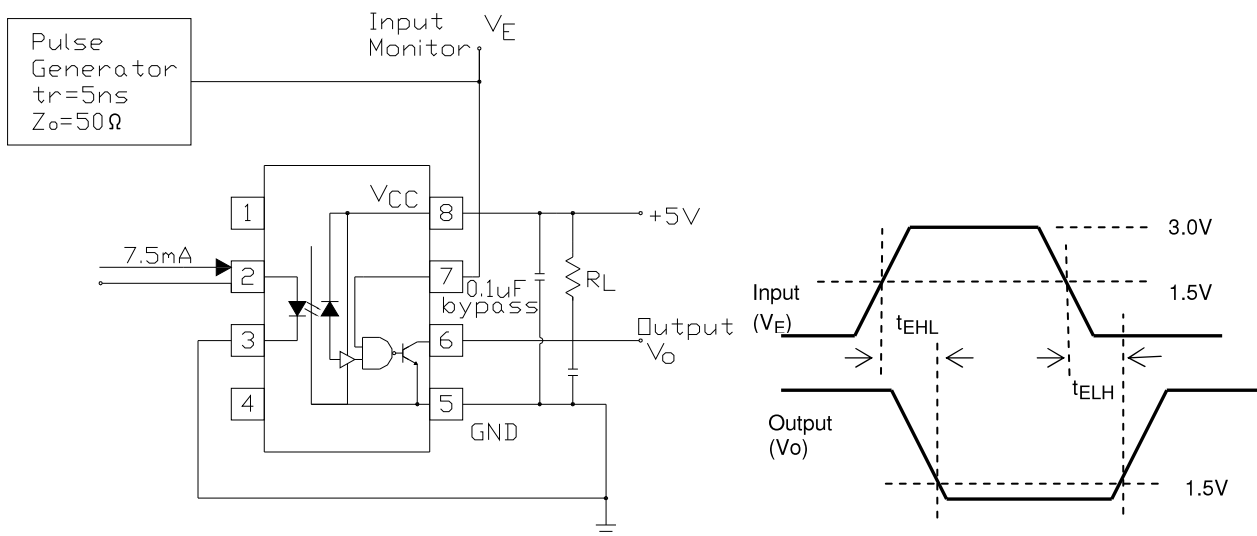 Pulse
Generator
tr=5ns
Zo=50Ω
Input
Monitor
VE
1
2
3
4
7.5mA
VCC
8
7
6
5
+5V
0.1uF
bypass
RL
Output
Vo
GND
Input
(VE)
3.0V
1.5V
tEHL
tELH
Output
(Vo)
1.5V